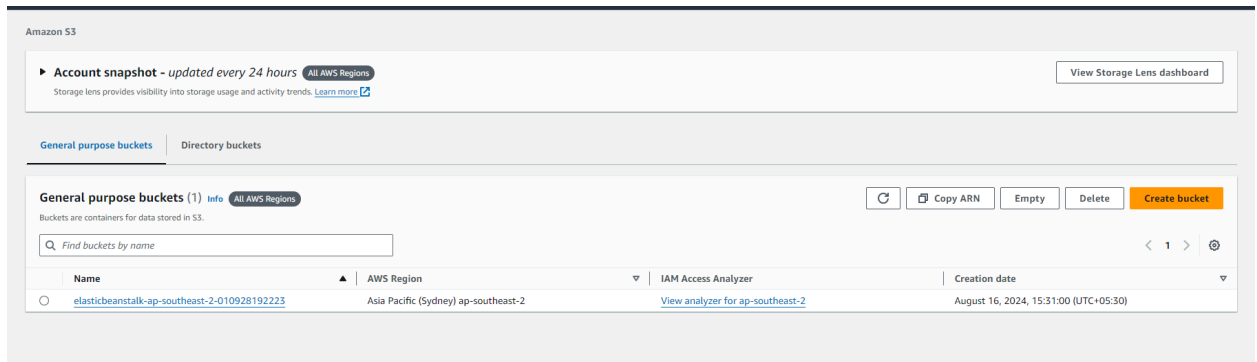 Amazon S3
Account snapshot - updated every 24 hours All AWS Regions
View Storage Lens dashboard
Storage lens provides visibility into storage usage and activity trends. Learn more
General purpose buckets Directory buckets
General purpose buckets (1) Info All AWS Regions
Copy ARN Empty Delete Create bucket
Buckets are containers for data stored in S3.
Find buckets by name
1
Name AWS Region IAM Access Analyzer Creation date
elasticbeanstalk-ap-southeast-2-010928192223 Asia Pacific (Sydney) ap-southeast-2 View analyzer for ap-southeast-2 August 16, 2024, 15:31:00 (UTC+05:30)